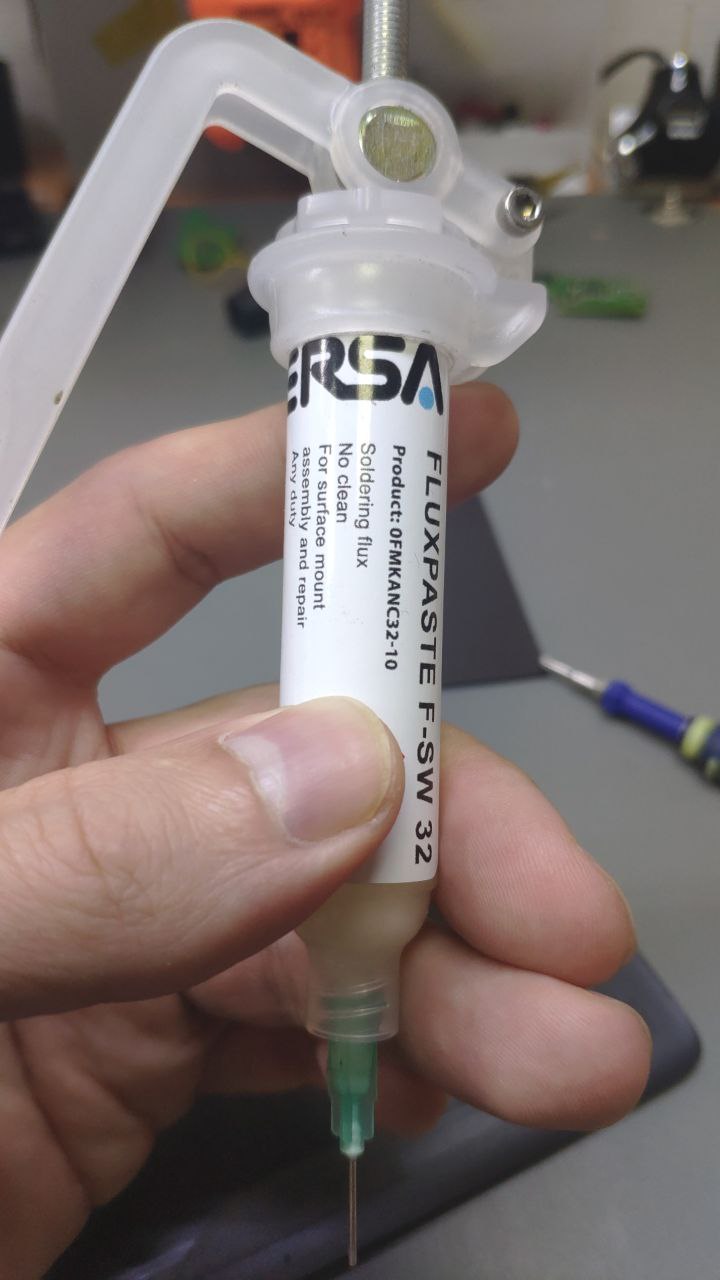 ERSA
FLUXPASTE F-SW 32
Product: 0FMKANC32-10
Soldering flux
No clean
For surface mount
assembly and repair
Any duty